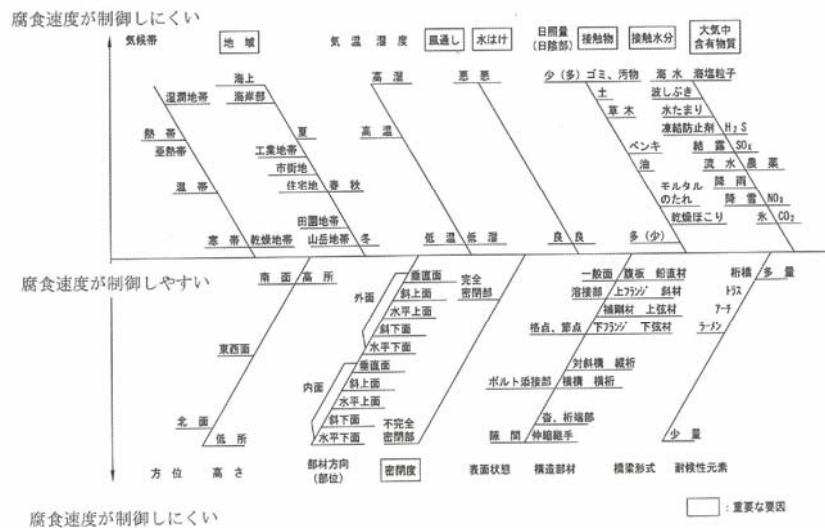 腐食速度が制御しにくい
気候帯 地域 気温 湿度 風通し 水はけ 日照量(日陰部) 接触物 接触水分 大気中含有物質
海上 高湿 悪 悪 少(多) ゴミ、汚物 海水 海塩粒子
湿潤地帯 海岸部 土 波しぶき
草木 水たまり
熱帯 夏 高温 凍結防止剤 H₂S
亜熱帯 工業地帯 ペンキ 結露 SOx
市街地 油 流水 農薬
温帯 住宅地 春秋 モルタルのたれ 降雨
田園地帯 降雪 NOx
寒帯 乾燥地帯 山岳地帯 冬 低温 低湿 良 良 多(少) 乾燥ほこり 氷 CO₂
腐食速度が制御しやすい
南面 高所 垂直面 完全密閉部 一般面 腹板 鉛直材 桁橋 多量
外面 斜上面 溶接部 上フランジ 斜材 トラス
水平上面 補剛材 上弦材 アーチ
斜下面 格点、節点 下フランジ 下弦材 ラーメン
東西面 水平下面
垂直面 対斜構 縦桁
内面 斜上面 ボルト添接部 横構 横桁
水平上面
北面 斜下面 不完全密閉部 沓、桁端部
低所 水平下面 隙間 伸縮継手 少量
方位 高さ 部材方向(部位) 密閉度 表面状態 構造部材 橋梁形式 耐候性元素
腐食速度が制御しにくい
:重要な要因